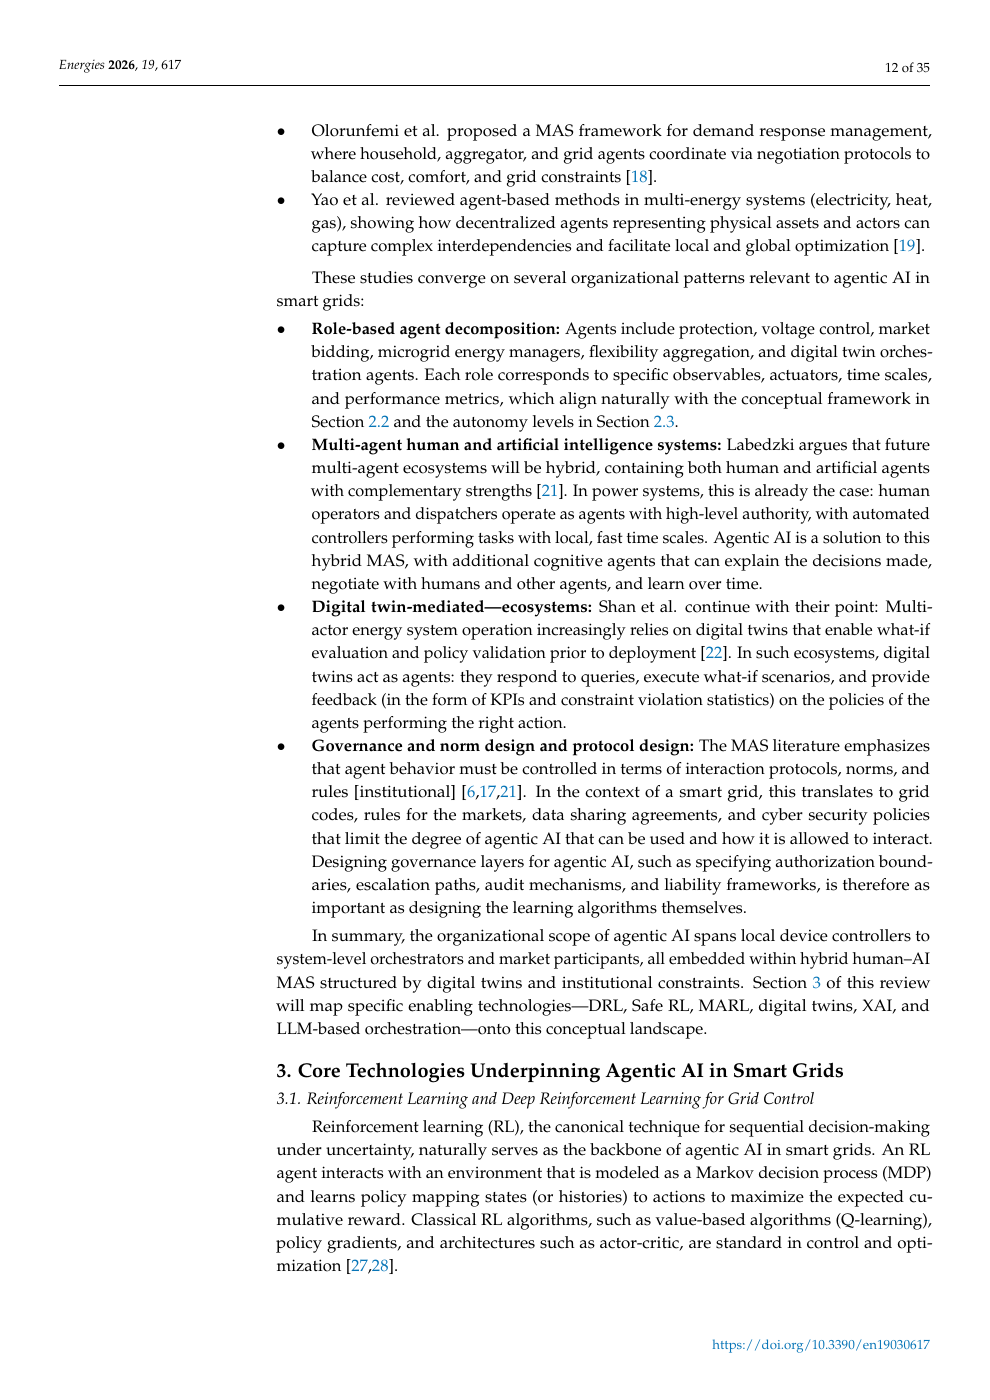 Energies 2026, 19, 617
12 of 35
• Olorunfemi et al. proposed a MAS framework for demand response management,
where household, aggregator, and grid agents coordinate via negotiation protocols to
balance cost, comfort, and grid constraints [18].
• Yao et al. reviewed agent-based methods in multi-energy systems (electricity, heat,
gas), showing how decentralized agents representing physical assets and actors can
capture complex interdependencies and facilitate local and global optimization [19].
These studies converge on several organizational patterns relevant to agentic AI in
smart grids:
• Role-based agent decomposition: Agents include protection, voltage control, market
bidding, microgrid energy managers, flexibility aggregation, and digital twin orches-
tration agents. Each role corresponds to specific observables, actuators, time scales,
and performance metrics, which align naturally with the conceptual framework in
Section 2.2 and the autonomy levels in Section 2.3.
• Multi-agent human and artificial intelligence systems: Labedzki argues that future
multi-agent ecosystems will be hybrid, containing both human and artificial agents
with complementary strengths [21]. In power systems, this is already the case: human
operators and dispatchers operate as agents with high-level authority, with automated
controllers performing tasks with local, fast time scales. Agentic AI is a solution to this
hybrid MAS, with additional cognitive agents that can explain the decisions made,
negotiate with humans and other agents, and learn over time.
• Digital twin-mediated—ecosystems: Shan et al. continue with their point: Multi-
actor energy system operation increasingly relies on digital twins that enable what-if
evaluation and policy validation prior to deployment [22]. In such ecosystems, digital
twins act as agents: they respond to queries, execute what-if scenarios, and provide
feedback (in the form of KPIs and constraint violation statistics) on the policies of the
agents performing the right action.
• Governance and norm design and protocol design: The MAS literature emphasizes
that agent behavior must be controlled in terms of interaction protocols, norms, and
rules [institutional] [6,17,21]. In the context of a smart grid, this translates to grid
codes, rules for the markets, data sharing agreements, and cyber security policies
that limit the degree of agentic AI that can be used and how it is allowed to interact.
Designing governance layers for agentic AI, such as specifying authorization bound-
aries, escalation paths, audit mechanisms, and liability frameworks, is therefore as
important as designing the learning algorithms themselves.
In summary, the organizational scope of agentic AI spans local device controllers to
system-level orchestrators and market participants, all embedded within hybrid human–AI
MAS structured by digital twins and institutional constraints. Section 3 of this review
will map specific enabling technologies—DRL, Safe RL, MARL, digital twins, XAI, and
LLM-based orchestration—onto this conceptual landscape.
3. Core Technologies Underpinning Agentic AI in Smart Grids
3.1. Reinforcement Learning and Deep Reinforcement Learning for Grid Control
Reinforcement learning (RL), the canonical technique for sequential decision-making
under uncertainty, naturally serves as the backbone of agentic AI in smart grids. An RL
agent interacts with an environment that is modeled as a Markov decision process (MDP)
and learns policy mapping states (or histories) to actions to maximize the expected cu-
mulative reward. Classical RL algorithms, such as value-based algorithms (Q-learning),
policy gradients, and architectures such as actor-critic, are standard in control and opti-
mization [27,28].
https://doi.org/10.3390/en19030617